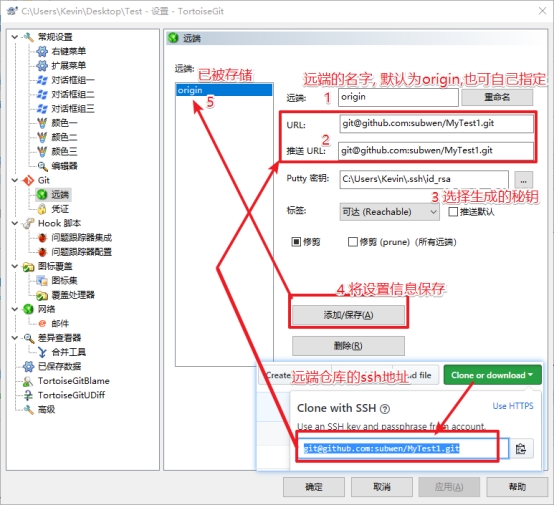 C:\Users\Kevin\Desktop\Test - 设置 - TortoiseGit
常规设置
右键菜单
扩展菜单
对话框组一
对话框组二
对话框组三
颜色一
颜色二
颜色三
编辑器
Git
远端
凭证
Hook 脚本
问题跟踪器集成
问题跟踪器配置
图标覆盖
图标集
覆盖处理器
网络
邮件
差异查看器
合并工具
已保存数据
TortoiseGitBlame
TortoiseGitUDiff
高级
远端
远端:
已被存储
origin
5
远端的名字, 默认为origin,也可自己指定
远端:
1
origin
重命名
URL:
git@github.com:subwen/MyTest1.git
2
推送 URL:
git@github.com:subwen/MyTest1.git
Putty 密钥:
C:\Users\Kevin\.ssh\id_rsa
...
3 选择生成的秘钥
标签:
可达 (Reachable)
推送默认
修剪
修剪 (prune)（所有远端）
4 将设置信息保存
添加/保存(A)
删除(R)
远端仓库的ssh地址
Create
d file
Clone or download
Clone with SSH
Use HTTPS
Use an SSH key and passphrase from account.
git@github.com:subwen/MyTest1.git
确定
取消
应用(A)
帮助